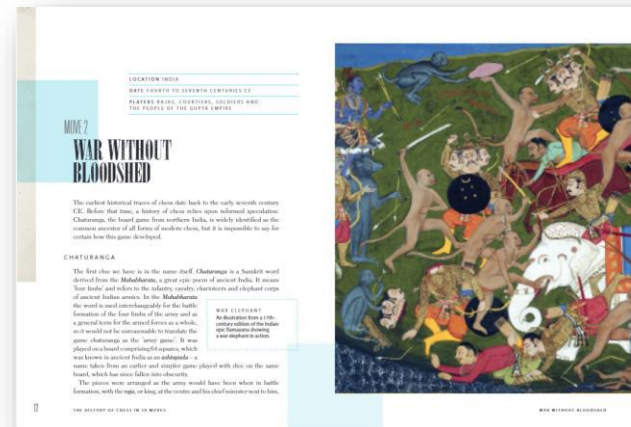 LOCATION INDIA
DATE FOURTH TO SEVENTH CENTURIES CE
PLAYERS RAJAS, COURTIERS, SOLDIERS AND
THE PEOPLE OF THE GUPTA EMPIRE
MOVE 2
WAR WITHOUT
BLOODSHED
The earliest historical traces of chess date back to the early seventh century
CE. Before that time, a history of chess relies upon informed speculation.
Chaturanga, the board game from northern India, is widely identified as the
common ancestor of all forms of modern chess, but it is impossible to say for
certain how this game developed.
CHATURANGA
The first clue we have is in the name itself. Chaturanga is a Sanskrit word
derived from the Mahabharata, a great epic poem of ancient India. It means
'four limbs' and refers to the infantry, cavalry, charioteers and elephant corps
of ancient Indian armies. In the Mahabharata
the word is used interchangeably for the battle
formation of the four limbs of the army and as
a general term for the armed forces as a whole,
so it would not be unreasonable to translate the
game chaturanga as the 'army game'. It was
played on a board comprising 64 squares, which
was known in ancient India as an ashtapada – a
name taken from an earlier and simpler game played with dice on the same
board, which has since fallen into obscurity.
The pieces were arranged as the army would have been when in battle
formation, with the raja, or king, at the centre and his chief minister next to him,
WAR ELEPHANT
An illustration from a 17th-
century edition of the Indian
epic Ramayana showing
a war elephant in action.
12
THE HISTORY OF CHESS IN 50 MOVES
WAR WITHOUT BLOODSHED